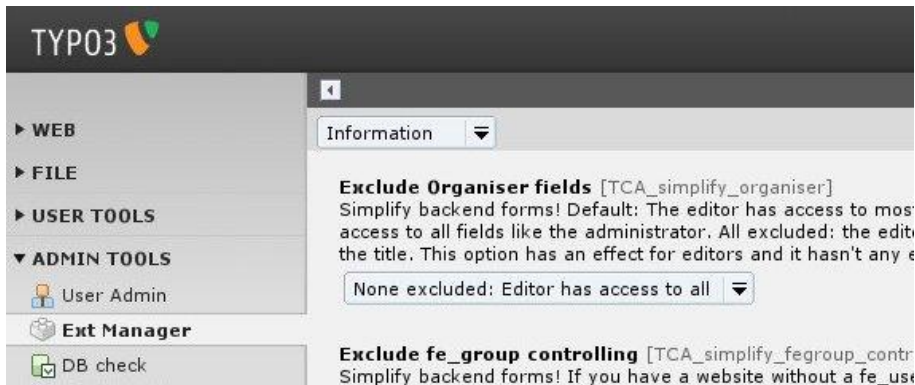 TYPO3
WEB
Information
FILE
Exclude Organiser fields [TCA_simplify_organiser]
USER TOOLS
Simplify backend forms! Default: The editor has access to most
access to all fields like the administrator. All excluded: the
ADMIN TOOLS
the title. This option has an effect for editors and it hasn't any
User Admin
None excluded: Editor has access to all
Ext Manager
DB check
Exclude fe_group controlling [TCA_simplify_fegroup_contr
Simplify backend forms! If you have a website without a